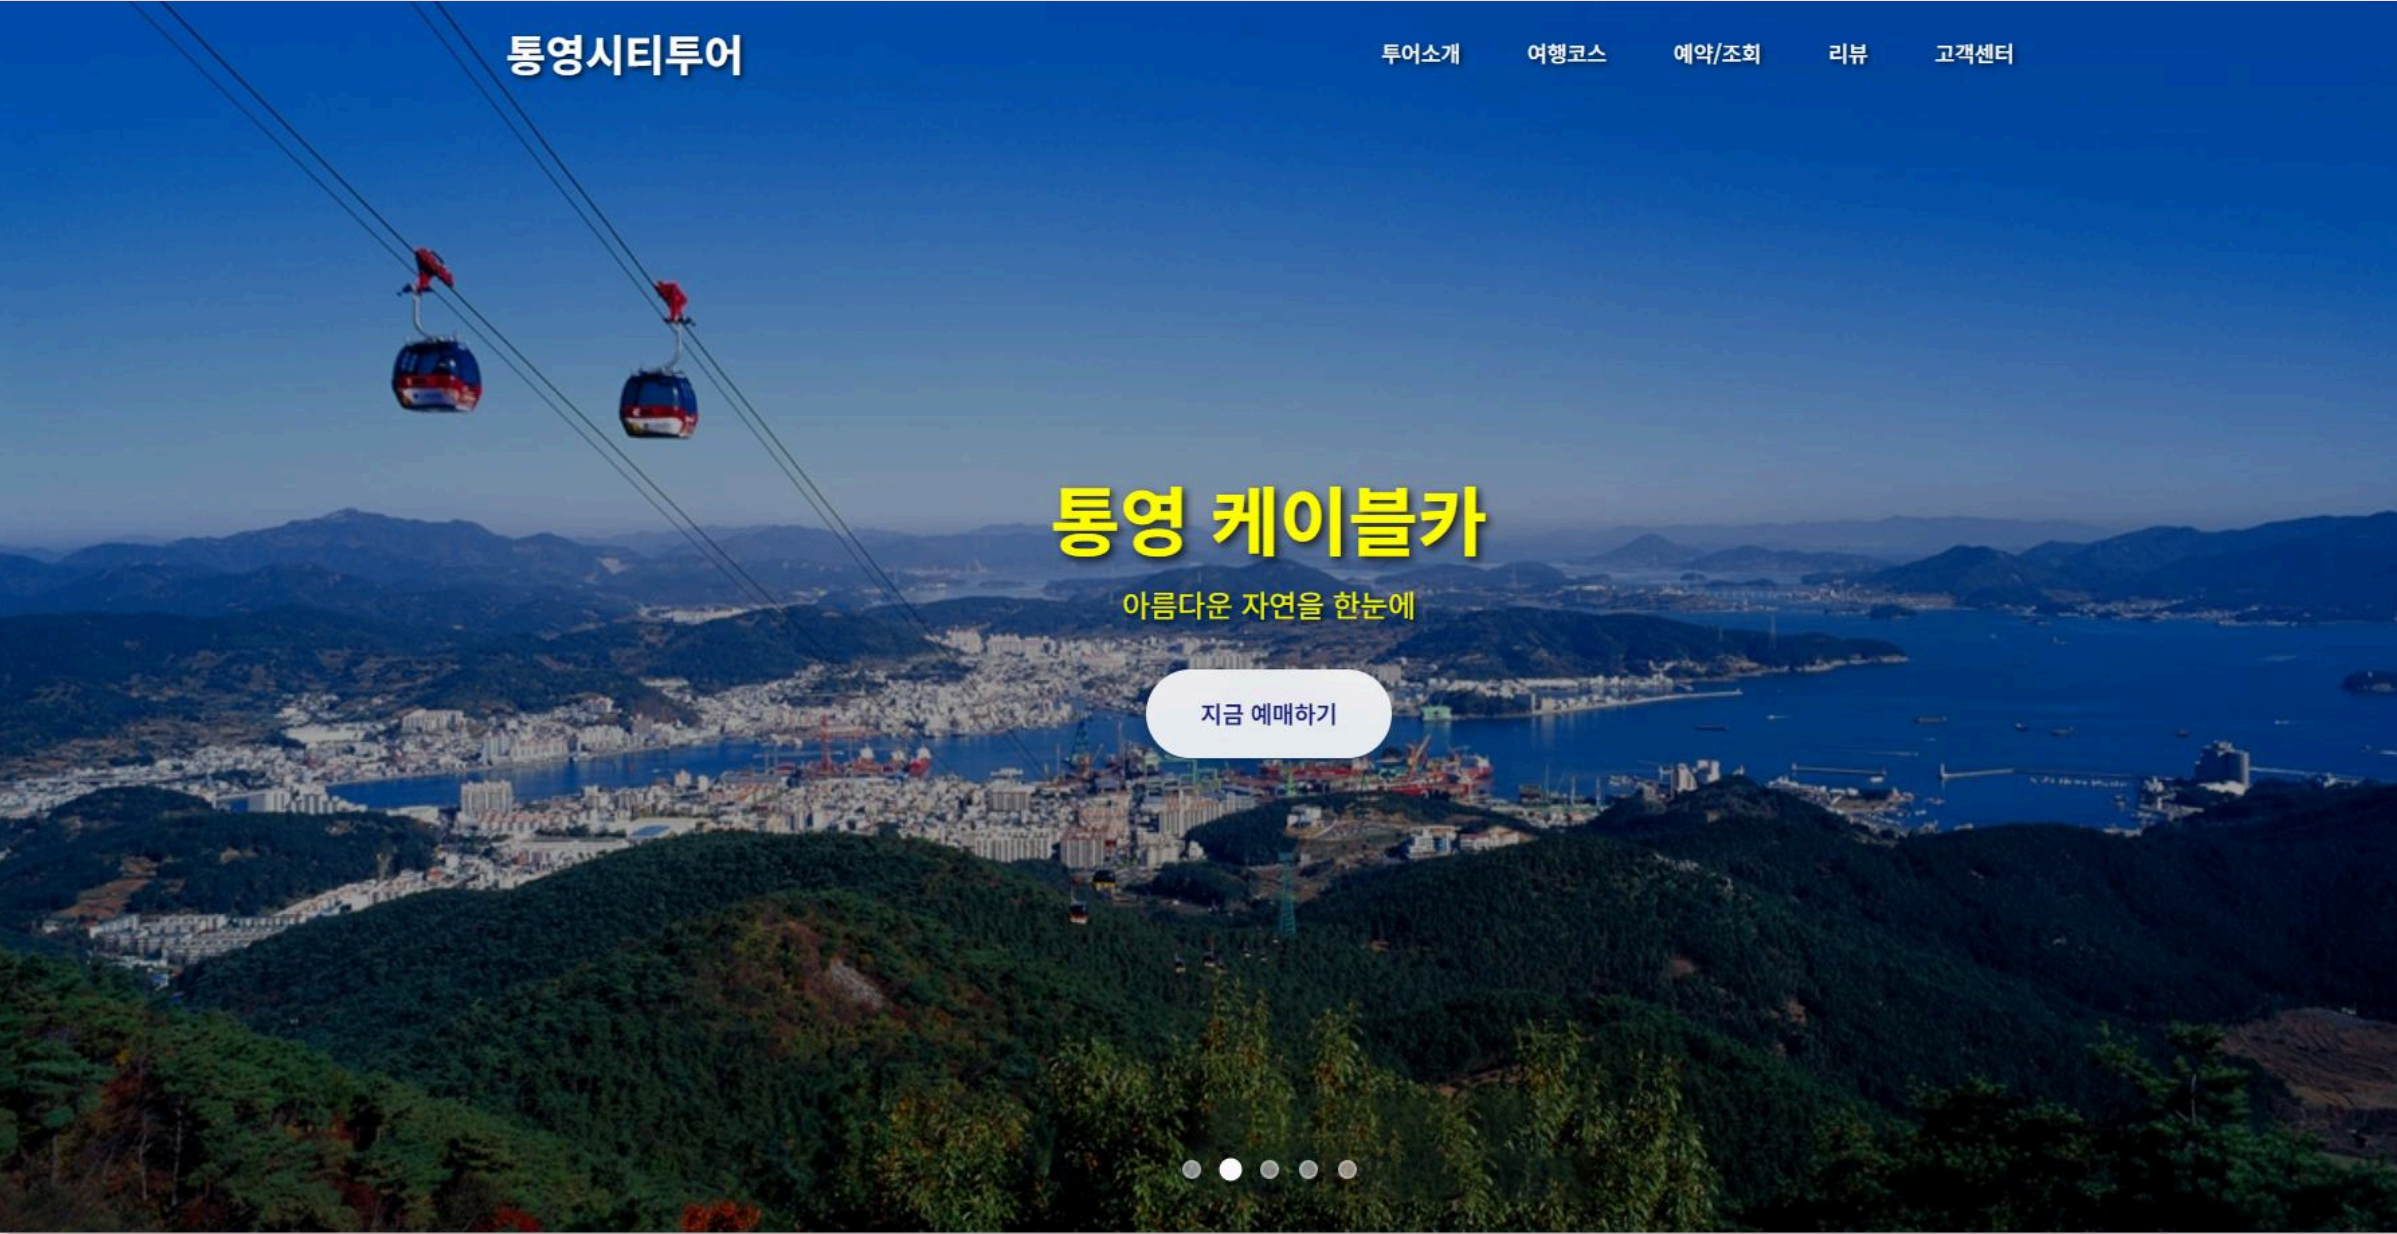 통영시티투어
투어소개 여행코스 예약/조회 리뷰 고객센터
통영 케이블카
아름다운 자연을 한눈에
지금 예매하기